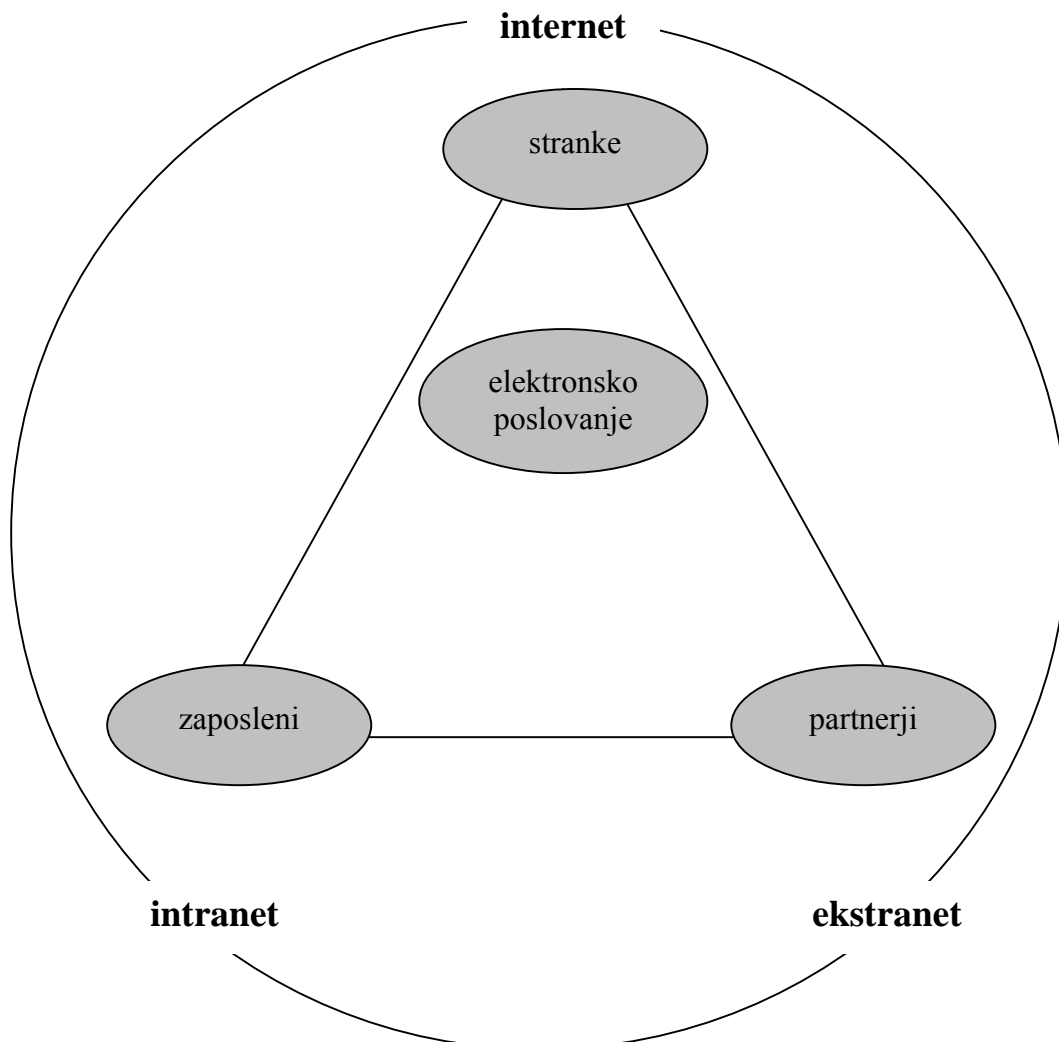 internet
stranke
elektronsko
poslovanje
zaposleni
partnerji
intranet
ekstranet